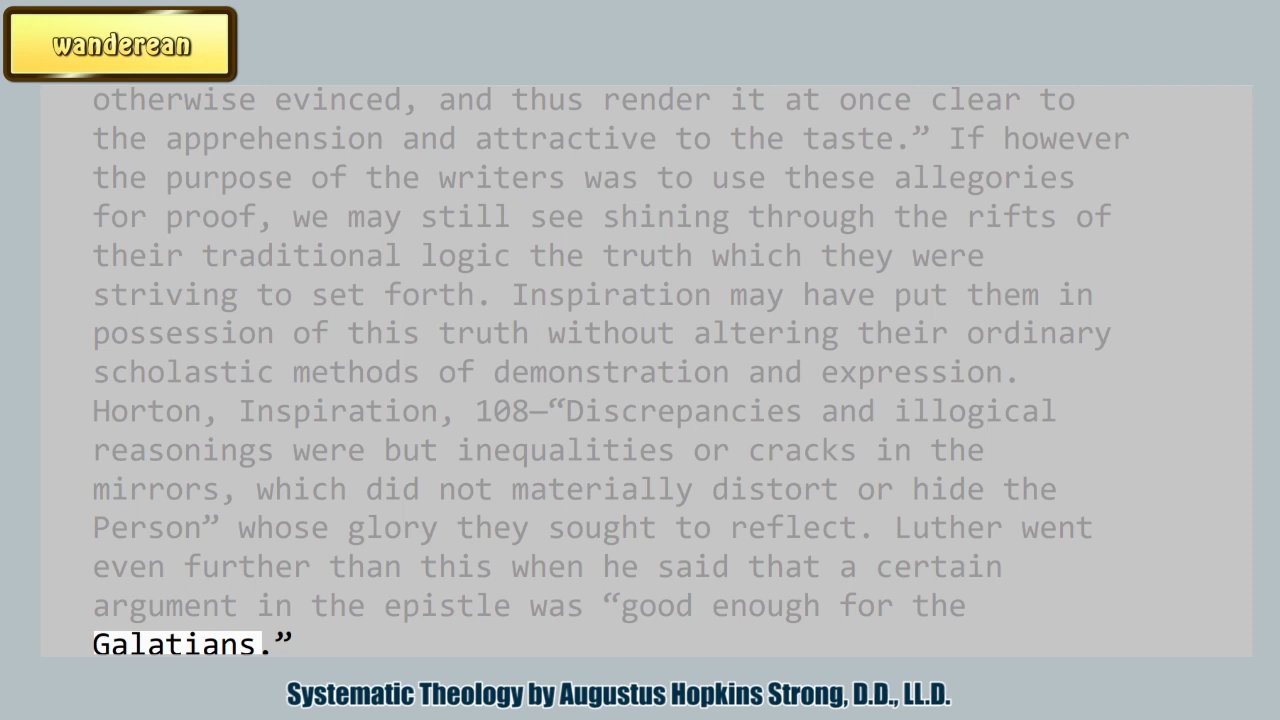 wanderean
otherwise evinced, and thus render it at once clear to
the apprehension and attractive to the taste.” If however
the purpose of the writers was to use these allegories
for proof, we may still see shining through the rifts of
their traditional logic the truth which they were
striving to set forth. Inspiration may have put them in
possession of this truth without altering their ordinary
scholastic methods of demonstration and expression.
Horton, Inspiration, 108—“Discrepancies and illogical
reasonings were but inequalities or cracks in the
mirrors, which did not materially distort or hide the
Person” whose glory they sought to reflect. Luther went
even further than this when he said that a certain
argument in the epistle was “good enough for the
Galatians.”
Systematic Theology by Augustus Hopkins Strong, D.D., LL.D.